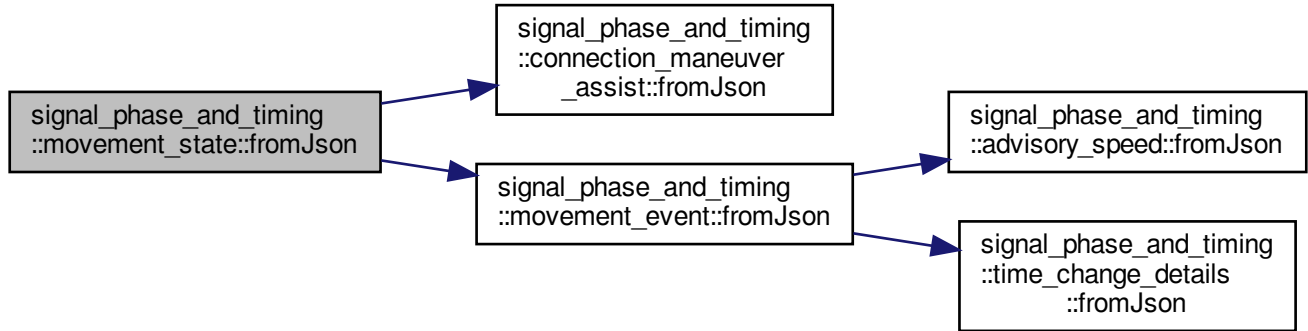 signal_phase_and_timing
::movement_state::fromJson
signal_phase_and_timing
::connection_maneuver
_assist::fromJson
signal_phase_and_timing
::movement_event::fromJson
signal_phase_and_timing
::advisory_speed::fromJson
signal_phase_and_timing
::time_change_details
::fromJson